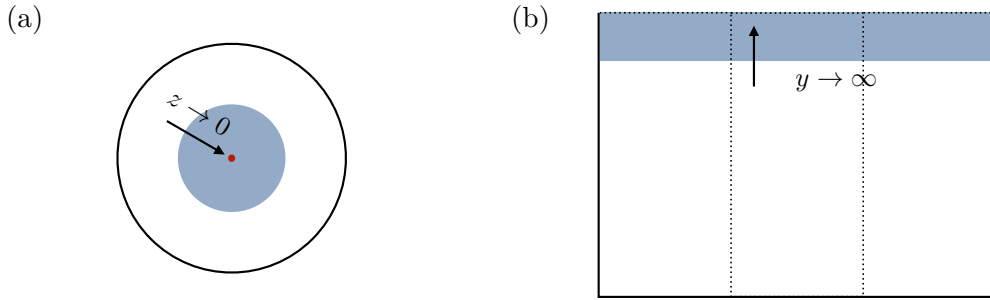 (a)
z → 0
(b)
y → ∞